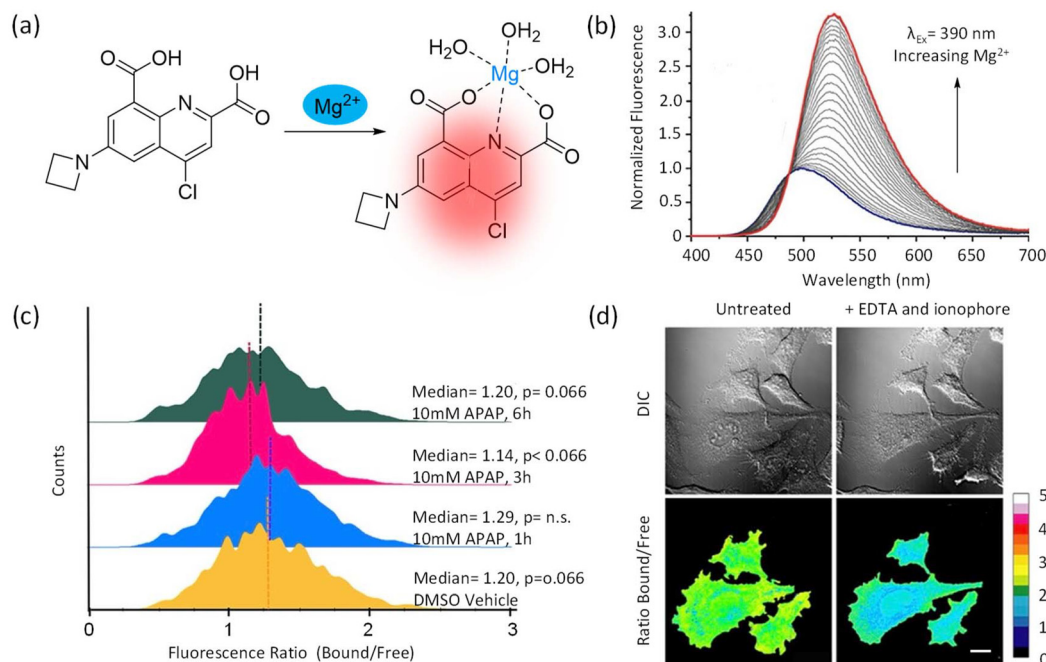 (a)
OH
O
OH
O
N
N
Cl
Mg2+
OH2
H2O
OH2
Mg
O
O
O
O
N
N
Cl
(b)
λEx= 390 nm
Increasing Mg2+
Normalized Fluorescence
3.0
2.5
2.0
1.5
1.0
0.5
0
400 450 500 550 600 650 700
Wavelength (nm)
(c)
Counts
Median= 1.20, p= 0.066
10mM APAP, 6h
Median= 1.14, p< 0.066
10mM APAP, 3h
Median= 1.29, p= n.s.
10mM APAP, 1h
Median= 1.20, p=o.066
DMSO Vehicle
0 1 2 3
Fluorescence Ratio (Bound/Free)
(d)
Untreated + EDTA and ionophore
DIC
Ratio Bound/Free
5
4
3
2
1
0